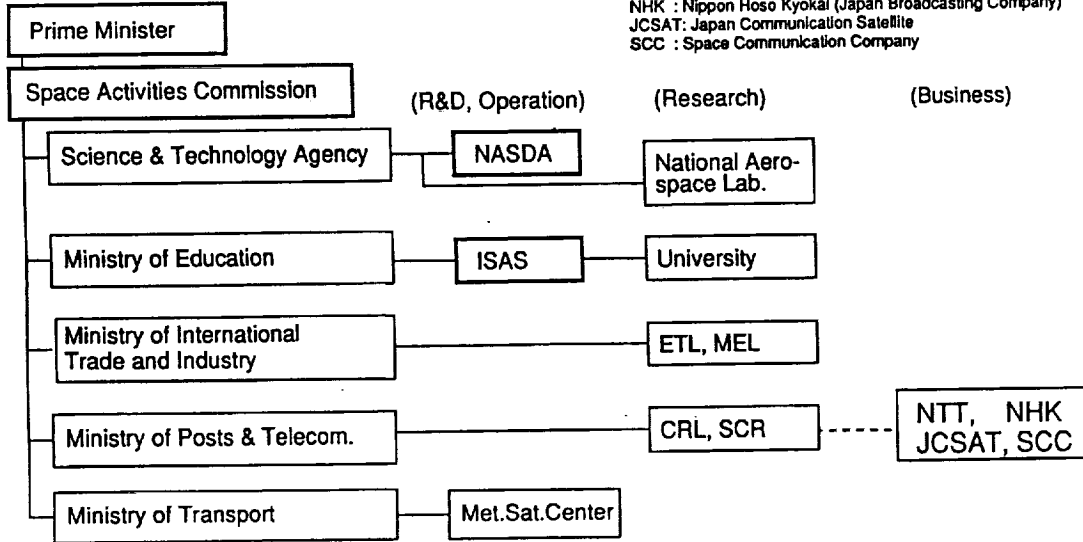 NHK : Nippon Hoso Kyokai (Japan Broadcasting Company)
JCSAT: Japan Communication Satellite
SCC : Space Communication Company
Prime Minister
Space Activities Commission
(R&D, Operation)
(Research)
(Business)
Science & Technology Agency
NASDA
National Aero-
space Lab.
Ministry of Education
ISAS
University
Ministry of International
Trade and Industry
ETL, MEL
Ministry of Posts & Telecom.
CRL, SCR
NTT, NHK
JCSAT, SCC
Ministry of Transport
Met.Sat.Center